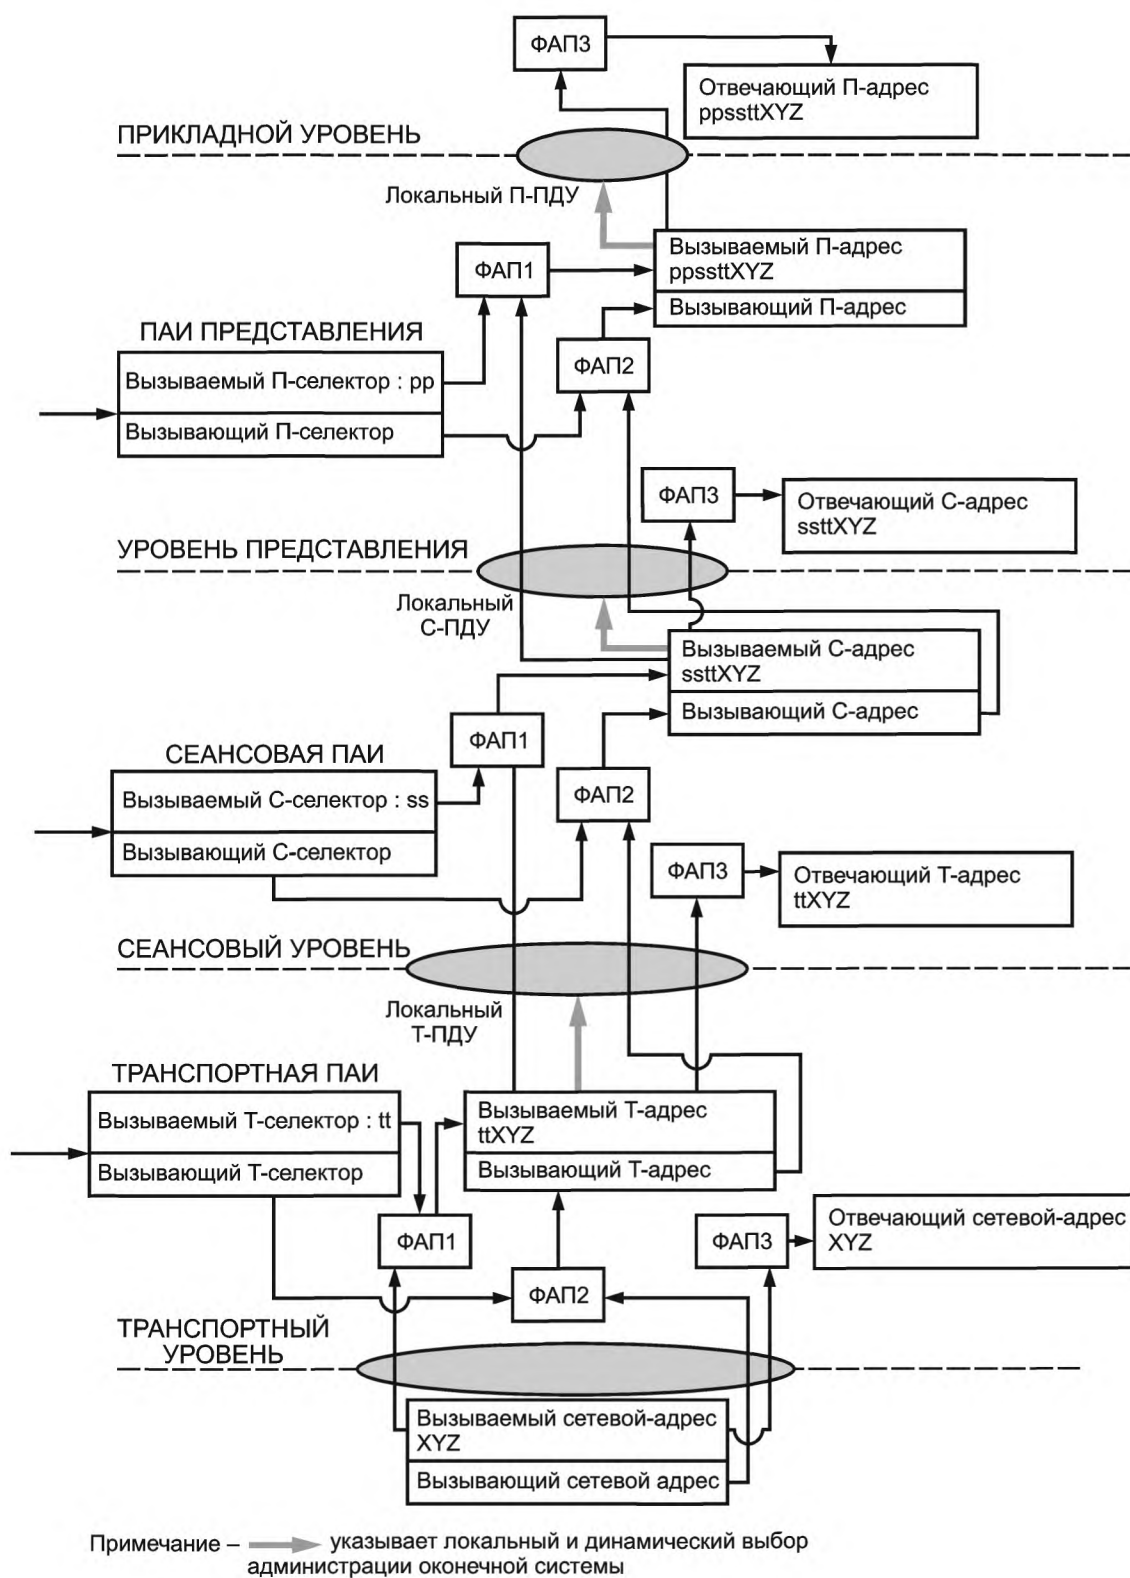 ФАП3
Отвечающий П-адрес
ppssttXYZ
ПРИКЛАДНОЙ УРОВЕНЬ
Локальный П-ПДУ
Вызываемый П-адрес
ppssttXYZ
Вызывающий П-адрес
ФАП1
ПАИ ПРЕДСТАВЛЕНИЯ
ФАП2
Вызываемый П-селектор : pp
Вызывающий П-селектор
ФАП3
Отвечающий С-адрес
ssttXYZ
УРОВЕНЬ ПРЕДСТАВЛЕНИЯ
Локальный
С-ПДУ
Вызываемый С-адрес
ssttXYZ
Вызывающий С-адрес
ФАП1
СЕАНСОВАЯ ПАИ
ФАП2
Вызываемый С-селектор : ss
Вызывающий С-селектор
ФАП3
Отвечающий Т-адрес
ttXYZ
СЕАНСОВЫЙ УРОВЕНЬ
Локальный
Т-ПДУ
ТРАНСПОРТНАЯ ПАИ
Вызываемый Т-селектор : tt
Вызывающий Т-селектор
Вызываемый Т-адрес
ttXYZ
Вызывающий Т-адрес
ФАП1
ФАП3
Отвечающий сетевой-адрес
XYZ
ФАП2
ТРАНСПОРТНЫЙ
УРОВЕНЬ
Вызываемый сетевой-адрес
XYZ
Вызывающий сетевой адрес
Примечание – указывает локальный и динамический выбор
администрации оконечной системы